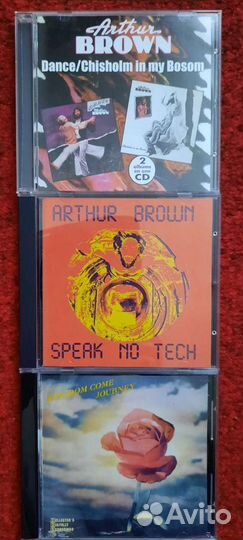 Arthur
BROWN
Dance/Chisholm in my Bosom
2
albums
on one
CD
ARTHUR BROWN
SPEAK NO TECH
KINGDOM COME
JOURNEY
COLLECTOR'S
Avito